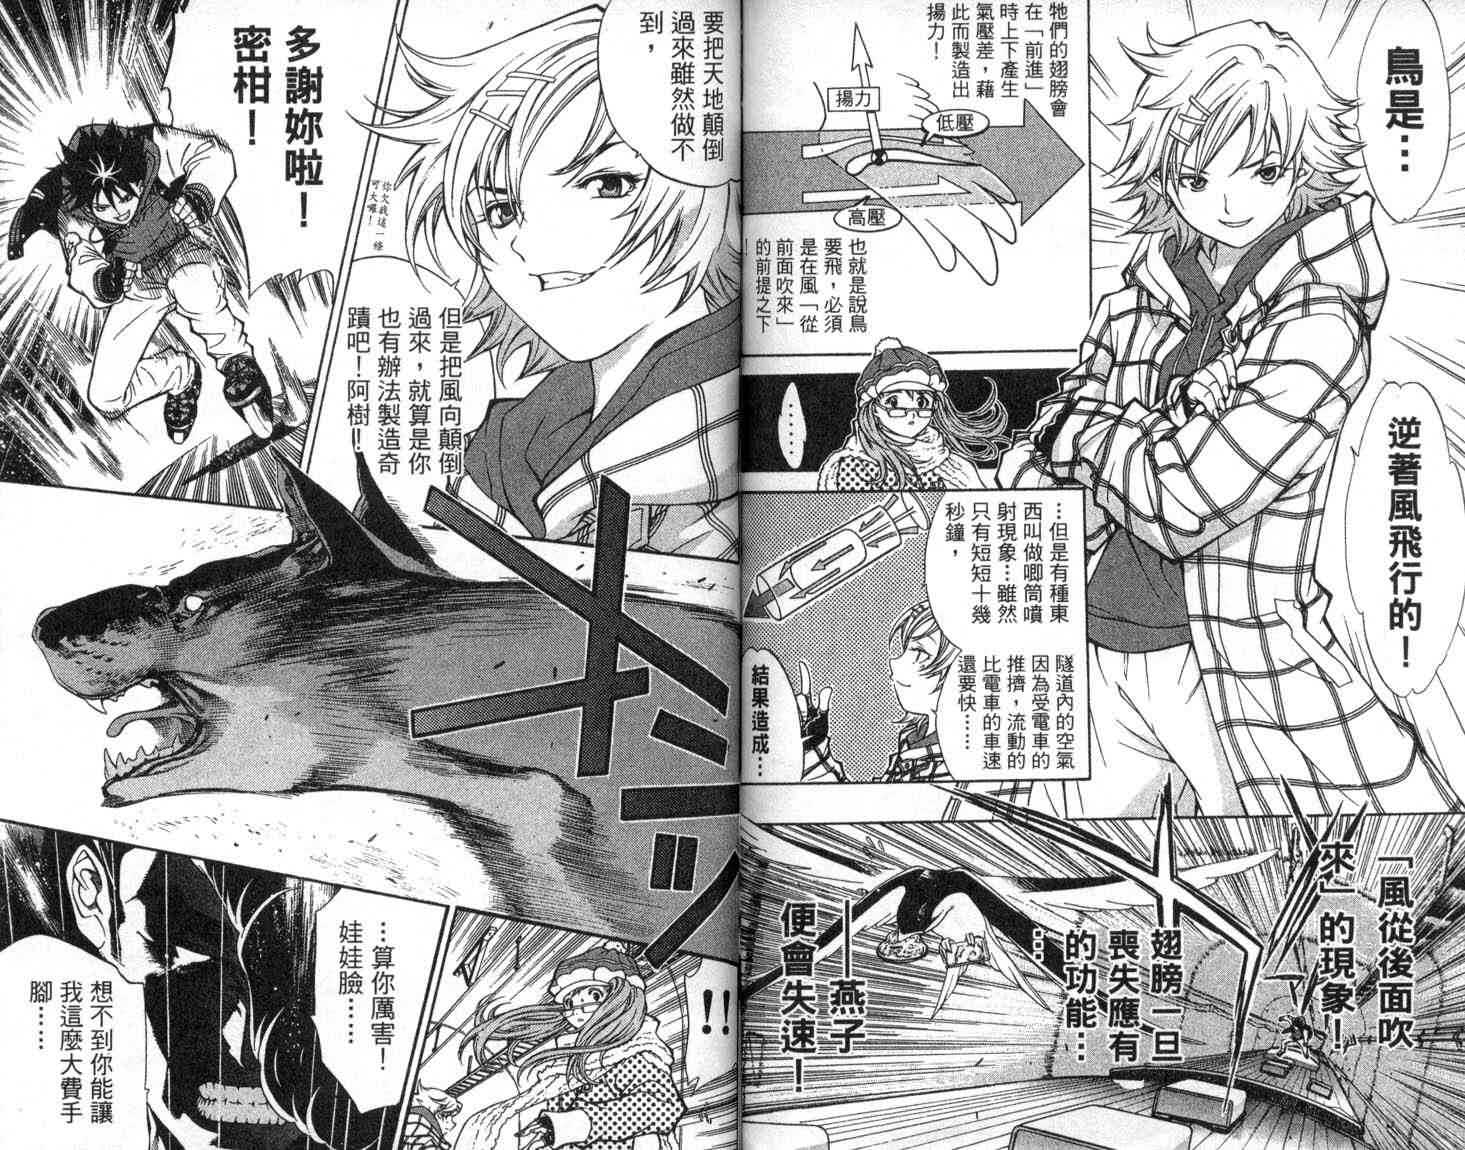 鳥是…
逆著風飛行的！
牠們的翅膀會
在「前進」
時上下產生
氣壓差，藉
此而製造出
揚力！
揚力
低壓
高壓
也就是說鳥
要飛，必須
是在風「從
前面吹來」
的前提之下
！
……
…但是有種東
西叫做唧筒噴
射現象…雖然
只有短短十幾
秒鐘，
隧道內的空氣
因為受電車的
推擠，流動的
比電車的車速
還要快……
結果造成…
「風從後面吹
來」的現象！
翅膀一旦
喪失應有
的功能…
…
——燕子
便會失速！
要把天地顛倒
過來雖然做不
到，
但是把風向顛倒
過來，就算是你
也有辦法製造奇
蹟吧！阿樹！
你欠我這一條
可大囉！
多謝妳啦！
密柑！
!!
…算你厲害！
娃娃臉……
想不到你能讓
我這麼大費手
腳……